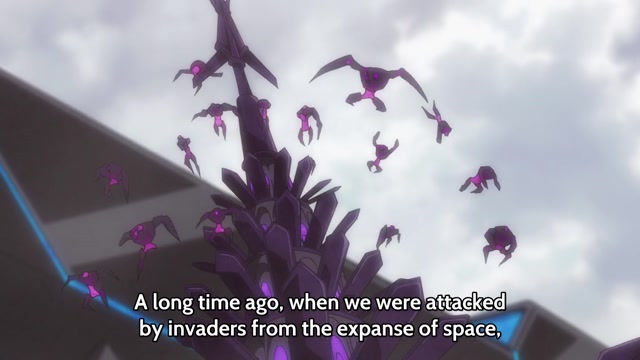 A long time ago, when we were attacked
by invaders from the expanse of space,